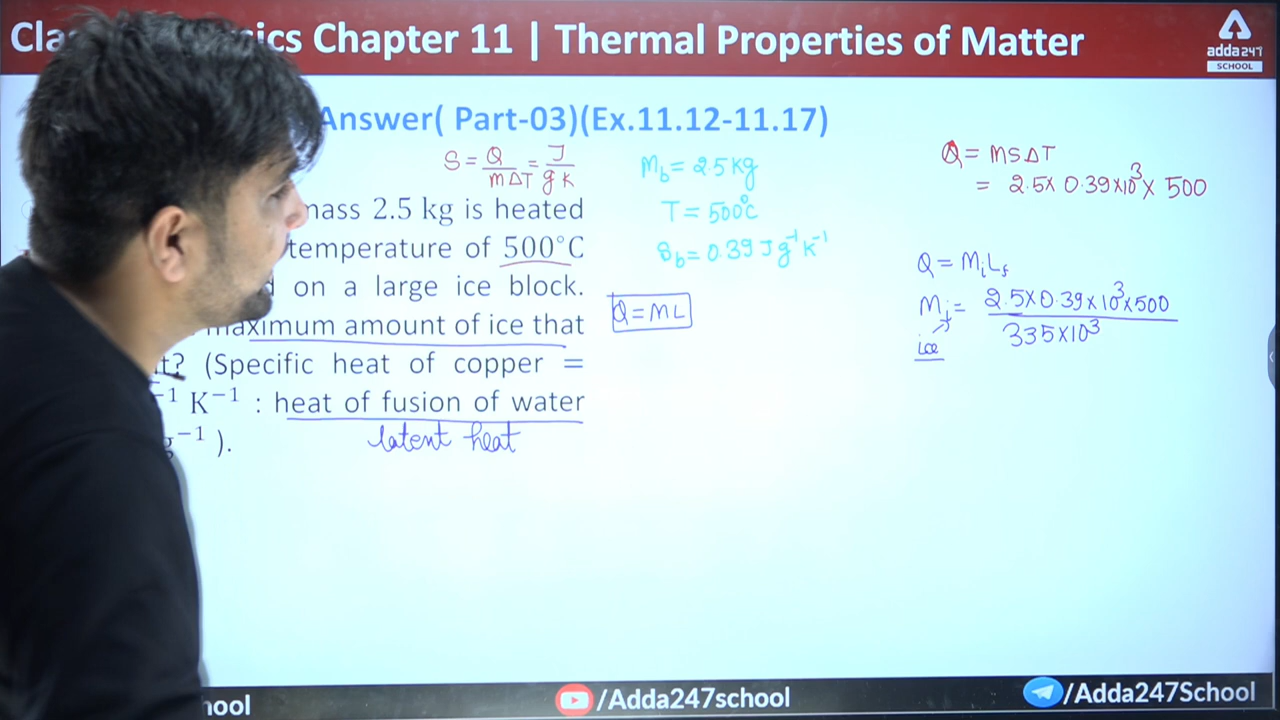 Chapter 11 | Thermal Properties of Matter
adda247
SCHOOL
Answer( Part-03)(Ex.11.12-11.17)
S = Q/mΔT = J/g K
mass 2.5 kg is heated
temperature of 500°C
on a large ice block.
maximum amount of ice that
(Specific heat of copper =
⁻¹ K⁻¹ : heat of fusion of water
g⁻¹ ).
latent heat
M_b = 2.5 kg
T = 500°C
S_b = 0.39 J g⁻¹ K⁻¹
Q = ML
Q = MSΔT
= 2.5 × 0.39×10³ × 500
Q = M_i L_f
M_i = 2.5×0.39×10³×500 / 335×10³
ice
/Adda247school
/Adda247School